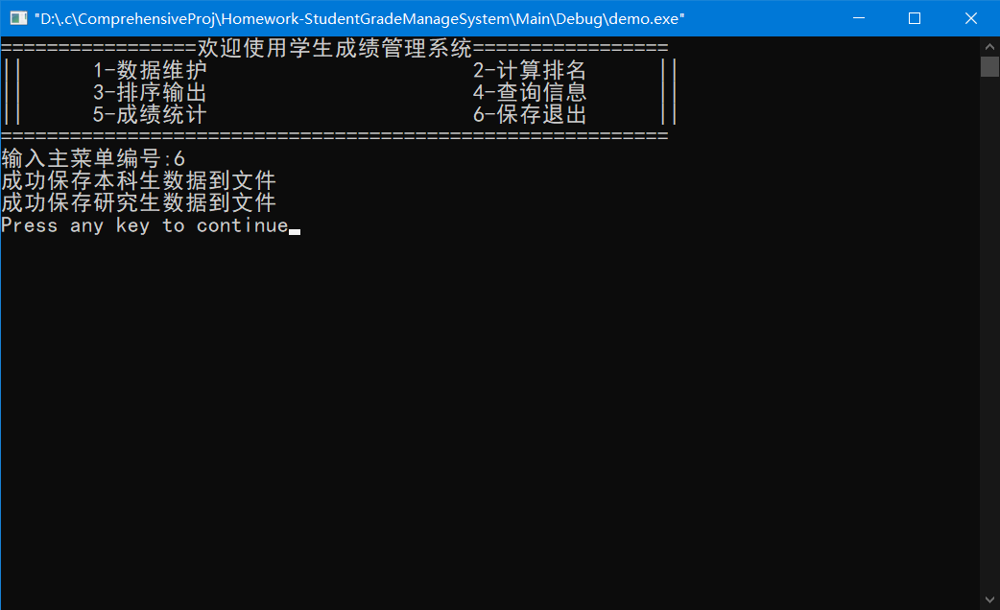 "D:\.c\ComprehensiveProj\Homework-StudentGradeManageSystem\Main\Debug\demo.exe"
=================欢迎使用学生成绩管理系统=================
|| 1-数据维护 2-计算排名 ||
|| 3-排序输出 4-查询信息 ||
|| 5-成绩统计 6-保存退出 ||
==========================================================
输入主菜单编号:6
成功保存本科生数据到文件
成功保存研究生数据到文件
Press any key to continue